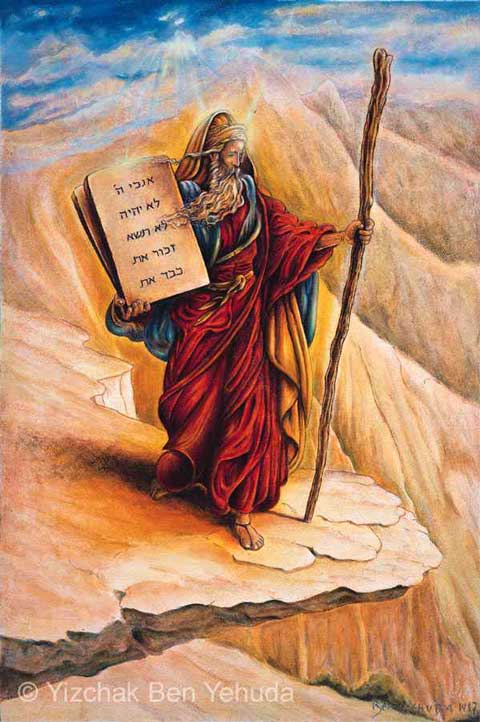 אנכי ה'
לא יהיה
לא תשא
זכור את
כבד את
© Yizchak Ben Yehuda